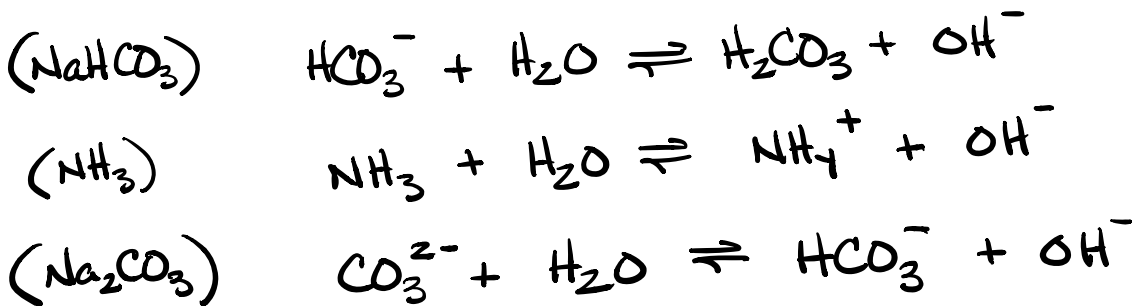 (NaHCO₃) HCO₃⁻ + H₂O ⇌ H₂CO₃ + OH⁻
(NH₃) NH₃ + H₂O ⇌ NH₄⁺ + OH⁻
(Na₂CO₃) CO₃²⁻ + H₂O ⇌ HCO₃⁻ + OH⁻